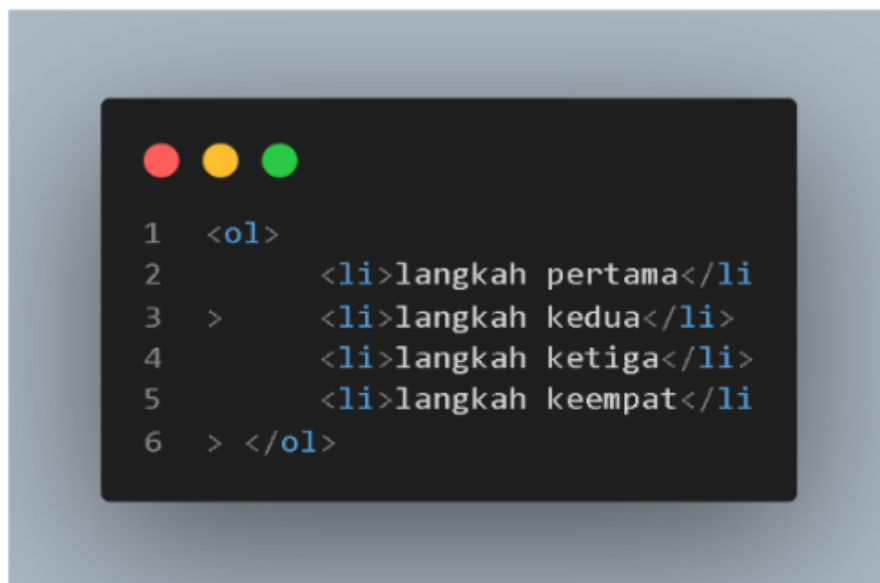 1 <ol>
2 <li>langkah pertama</li
3 > <li>langkah kedua</li>
4 <li>langkah ketiga</li>
5 <li>langkah keempat</li
6 > </ol>